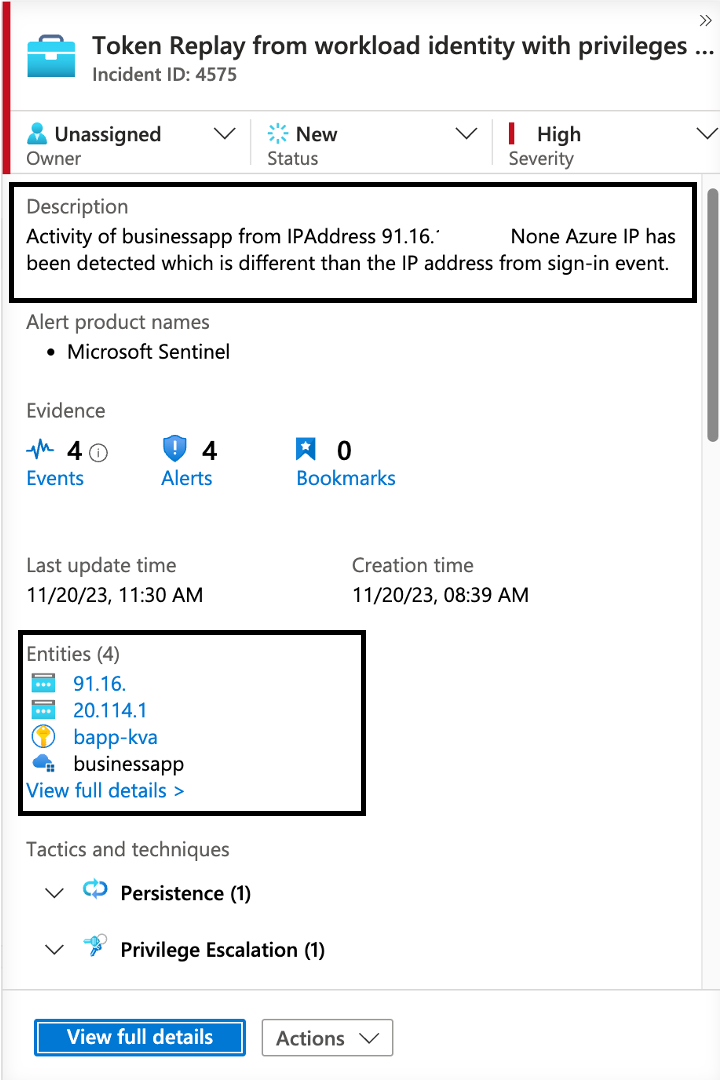 Token Replay from workload identity with privileges ...
Incident ID: 4575
Unassigned
Owner
New
Status
High
Severity
Description
Activity of businessapp from IPAddress 91.16. None Azure IP has
been detected which is different than the IP address from sign-in event.
Alert product names
• Microsoft Sentinel
Evidence
4
Events
4
Alerts
0
Bookmarks
Last update time
11/20/23, 11:30 AM
Creation time
11/20/23, 08:39 AM
Entities (4)
91.16.
20.114.1
bapp-kva
businessapp
View full details >
Tactics and techniques
Persistence (1)
Privilege Escalation (1)
View full details
Actions